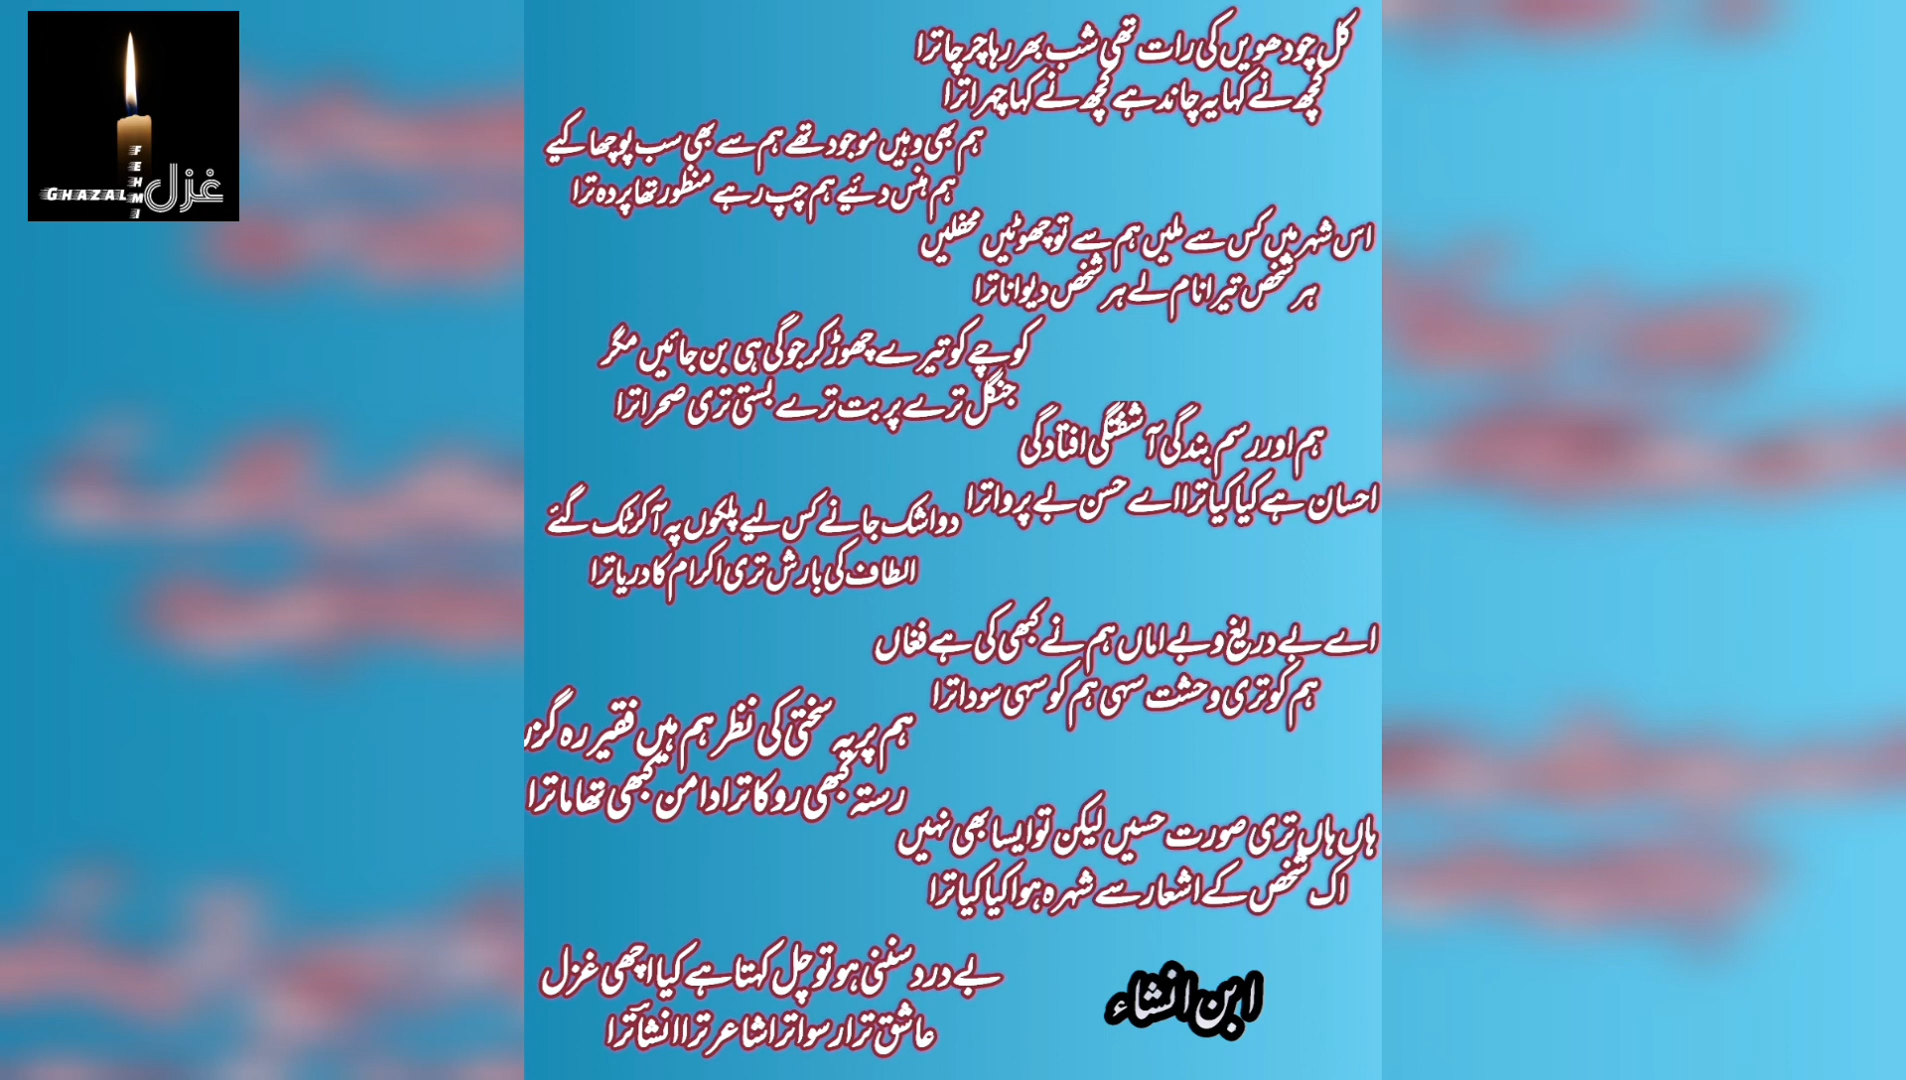 GHAZAL
FEHMI
غزل
کل چودھویں کی رات تھی شب بھر رہا چرچا ترا
کچھ نے کہا یہ چاند ہے کچھ نے کہا چہرا ترا
ہم بھی وہیں موجود تھے ہم سے بھی سب پوچھا کیے
ہم ہنس دئیے ہم چپ رہے منظور تھا پردہ ترا
اس شہر میں کس سے ملیں ہم سے تو چھوٹیں محفلیں
ہر شخص تیرا نام لے ہر شخص دیوانا ترا
کوچے کو تیرے چھوڑ کر جوگی ہی بن جائیں مگر
جنگل ترے پربت ترے بستی تری صحرا ترا
ہم اور رسم بندگی آشفتگی افتادگی
احسان ہے کیا کیا ترا اے حسن بے پروا ترا
دو اشک جانے کس لیے پلکوں پہ آ کر ٹک گئے
الطاف کی بارش تری اکرام کا دریا ترا
اے بے دریغ و بے اماں ہم نے کبھی کی ہے فغاں
ہم کو تری وحشت سہی ہم کو سہی سودا ترا
ہم پر یہ سختی کی نظر ہم ہیں فقیر رہ گزر
رستہ کبھی روکا ترا دامن کبھی تھاما ترا
ہاں ہاں تری صورت حسیں لیکن تو ایسا بھی نہیں
اک شخص کے اشعار سے شہرہ ہوا کیا کیا ترا
بے درد سننی ہو تو چل کہتا ہے کیا اچھی غزل
عاشق ترا رسوا ترا شاعر ترا انشاؔ ترا
ابن انشاء